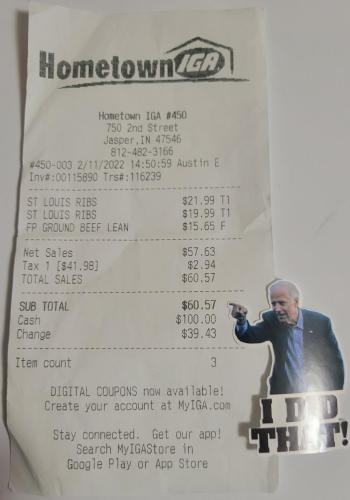 Hometown IGA
Hometown IGA #450
750 2nd Street
Jasper,IN 47546
812-482-3166
#450-003 2/11/2022 14:50:59 Austin E
Inv#:00115890 Trs#:116239
ST LOUIS RIBS $21.99 T1
ST LOUIS RIBS $19.99 T1
FP GROUND BEEF LEAN $15.65 F
Net Sales $57.63
Tax 1 [$41.98] $2.94
TOTAL SALES $60.57
SUB TOTAL $60.57
Cash $100.00
Change $39.43
Item count 3
DIGITAL COUPONS now available!
Create your account at MyIGA.com
Stay connected. Get our app!
Search MyIGAStore in
Google Play or App Store
I DID
THAT!